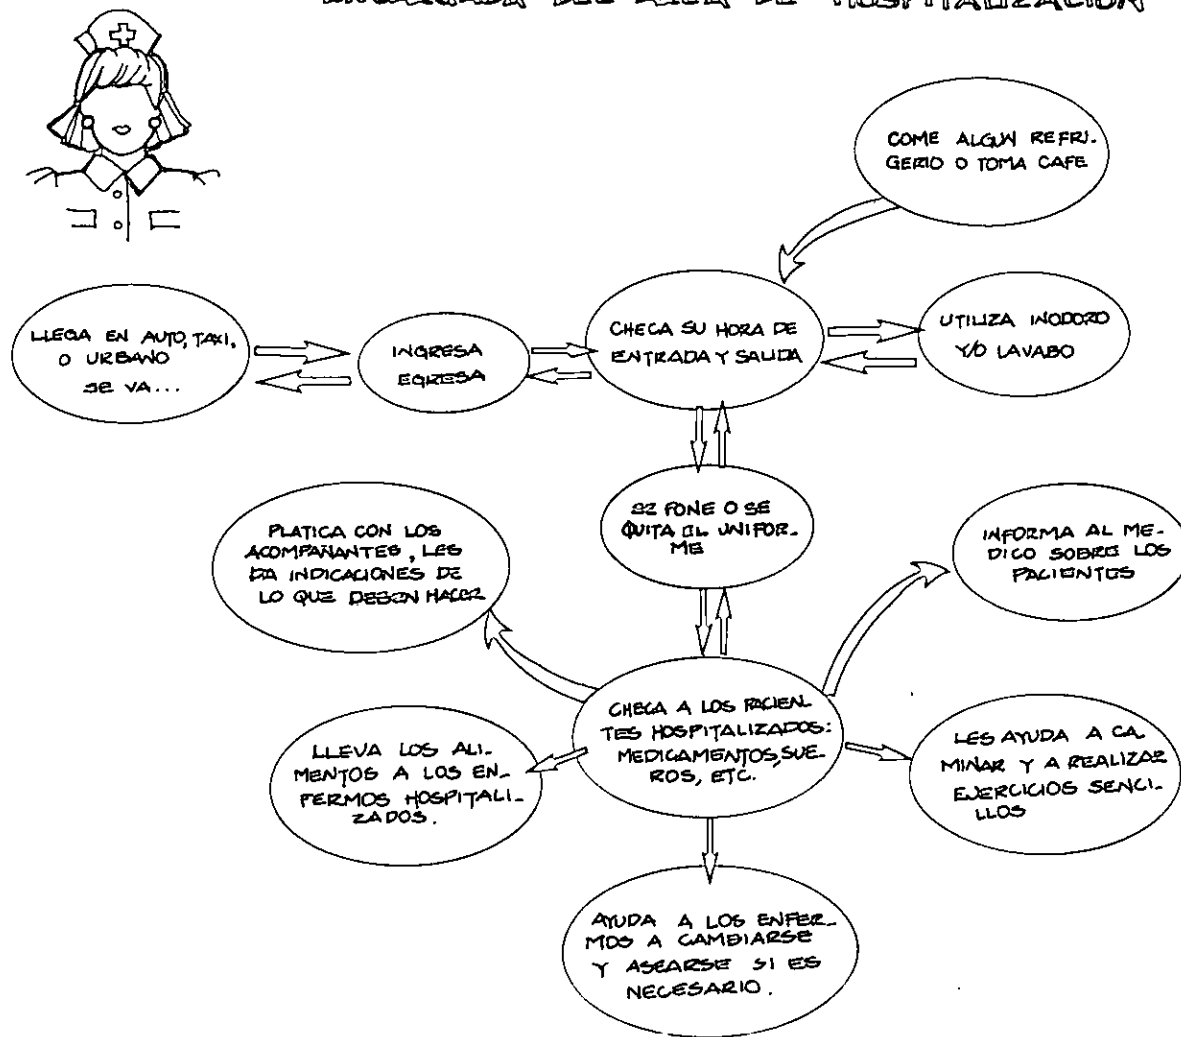 DEL AREA DE HOSPITALIZACION
COME ALGUN REFRI-
GERIO O TOMA CAFE
LLEGA EN AUTO, TAXI,
O URBANO
SE VA...
INGRESA
EGRESA
CHECA SU HORA DE
ENTRADA Y SALIDA
UTILIZA INODORO
Y/O LAVABO
SE PONE O SE
QUITA EL UNIFOR-
ME
PLATICA CON LOS
ACOMPAÑANTES, LES
DA INDICACIONES DE
LO QUE DEBEN HACER
INFORMA AL ME-
DICO SOBRE LOS
PACIENTES
CHECA A LOS PACIEN-
TES HOSPITALIZADOS:
MEDICAMENTOS, SUE-
ROS, ETC.
LLEVA LOS ALI-
MENTOS A LOS EN-
FERMOS HOSPITALI-
ZADOS.
LES AYUDA A CA-
MINAR Y A REALIZAR
EJERCICIOS SENCI-
LLOS
AYUDA A LOS ENFER-
MOS A CAMBIARSE
Y ASEARSE SI ES
NECESARIO.